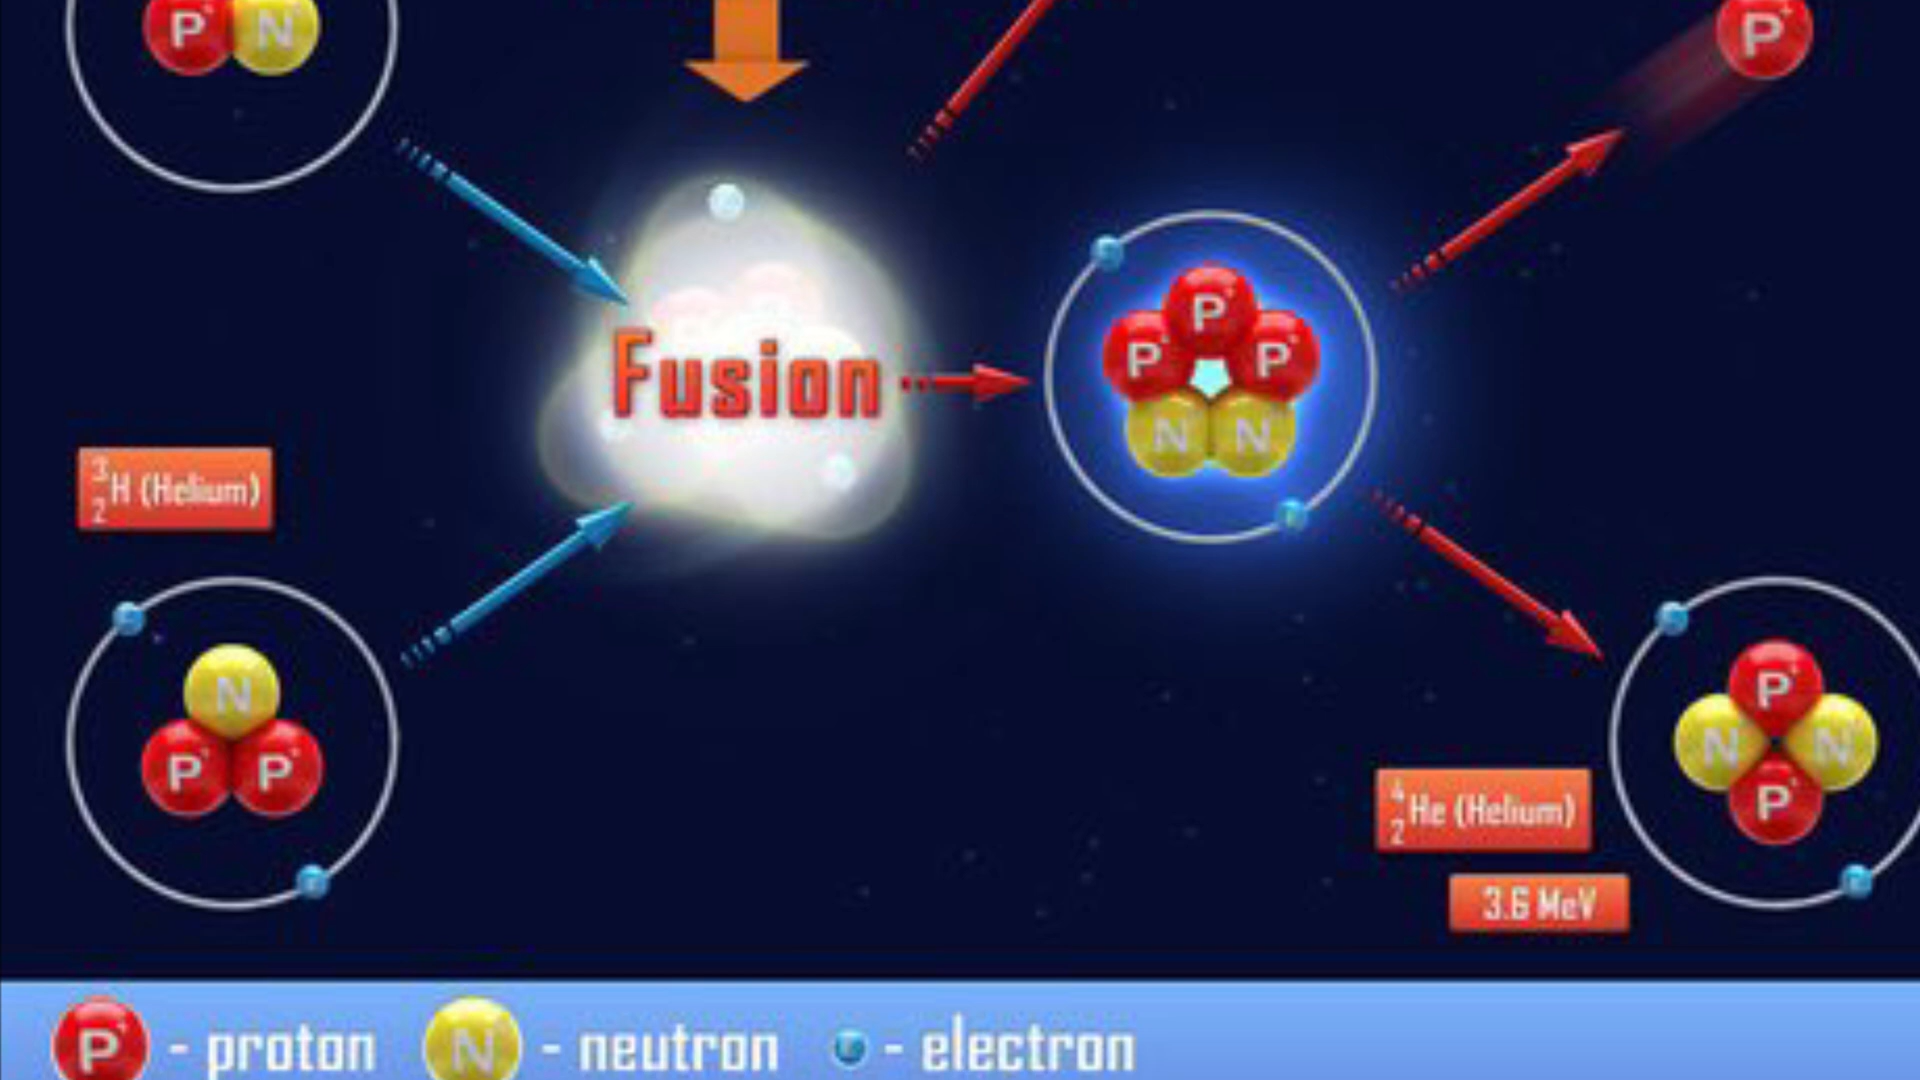 P⁺ N
P⁺
Fusion
P⁺
P⁺ P⁺
N N
³₂H (Helium)
N
P⁺ P⁺
P⁺
N N
P⁺
⁴₂He (Helium)
3.6 MeV
P⁺ - proton N - neutron - electron